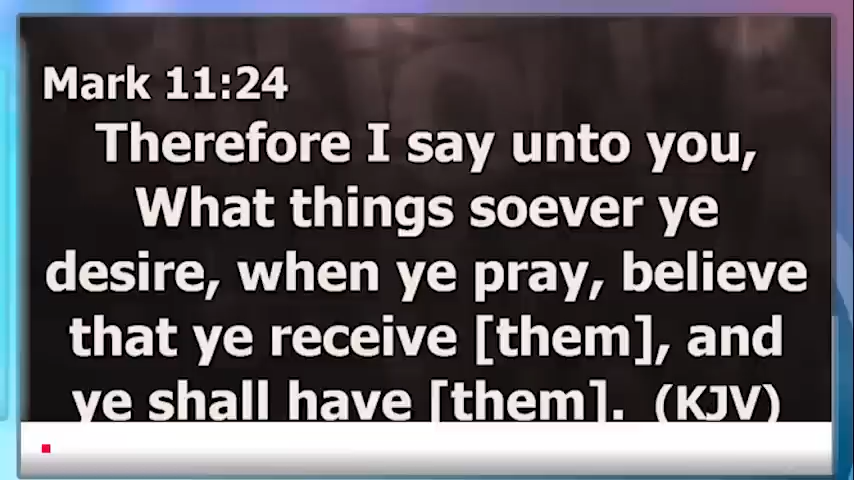 Mark 11:24
Therefore I say unto you,
What things soever ye
desire, when ye pray, believe
that ye receive [them], and
ye shall have [them].  (KJV)